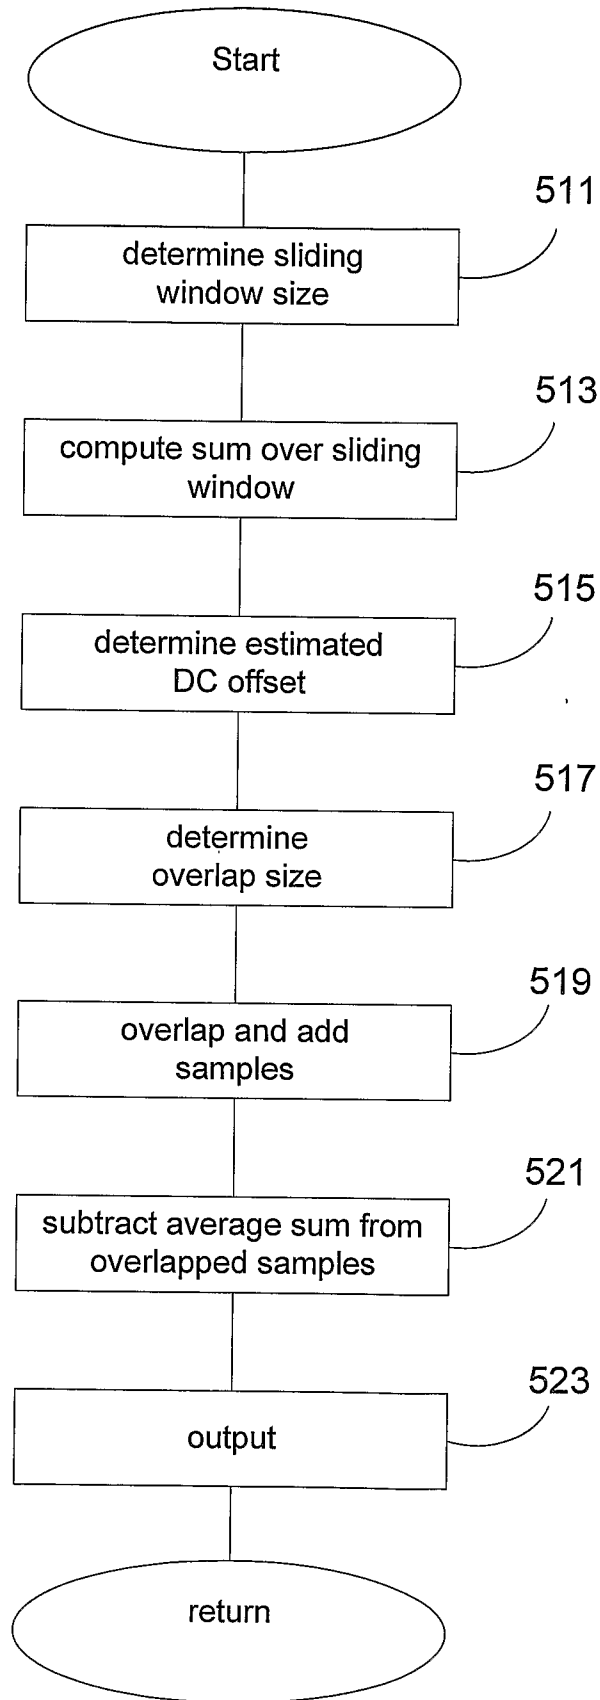 Start
511
determine sliding
window size
513
compute sum over sliding
window
515
determine estimated
DC offset
517
determine
overlap size
519
overlap and add
samples
521
subtract average sum from
overlapped samples
523
output
return